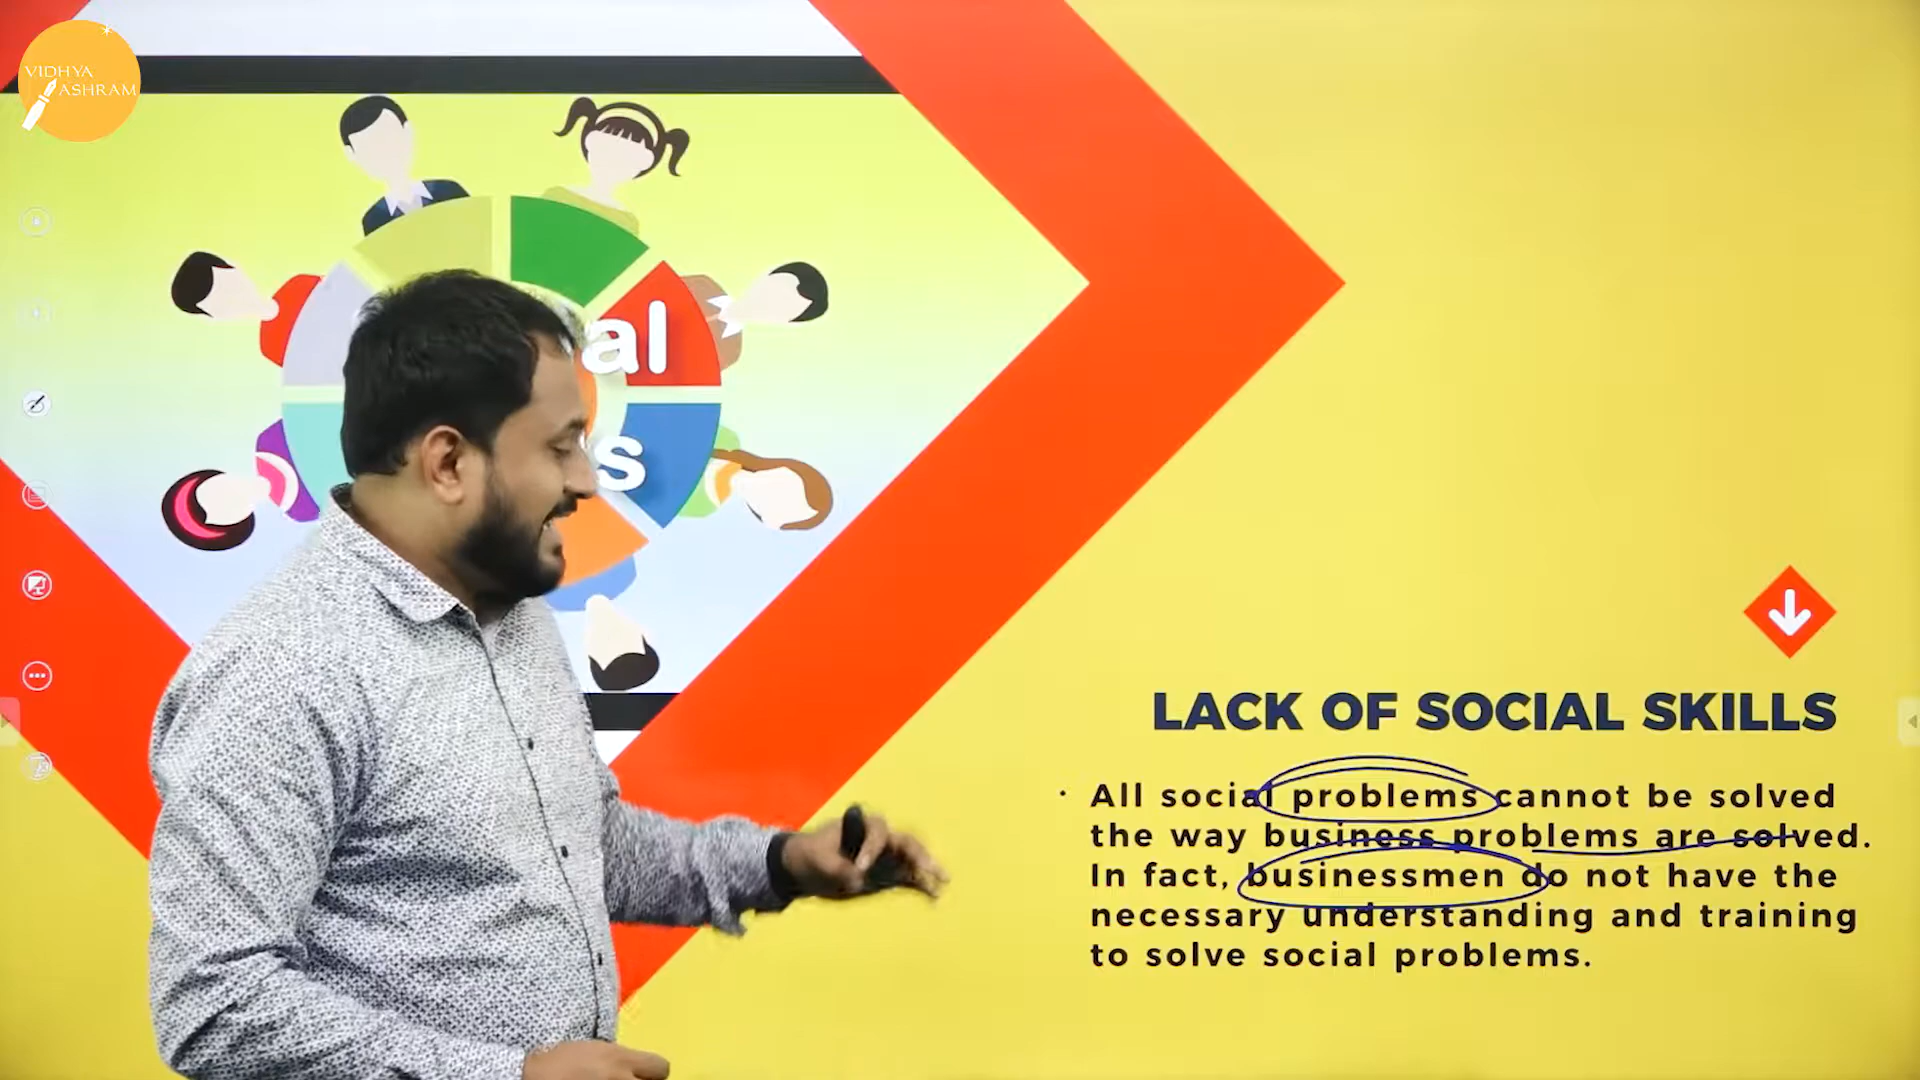 VIDHYA
ASHRAM
al
s
LACK OF SOCIAL SKILLS
• All social problems cannot be solved
the way business problems are solved.
In fact, businessmen do not have the
necessary understanding and training
to solve social problems.